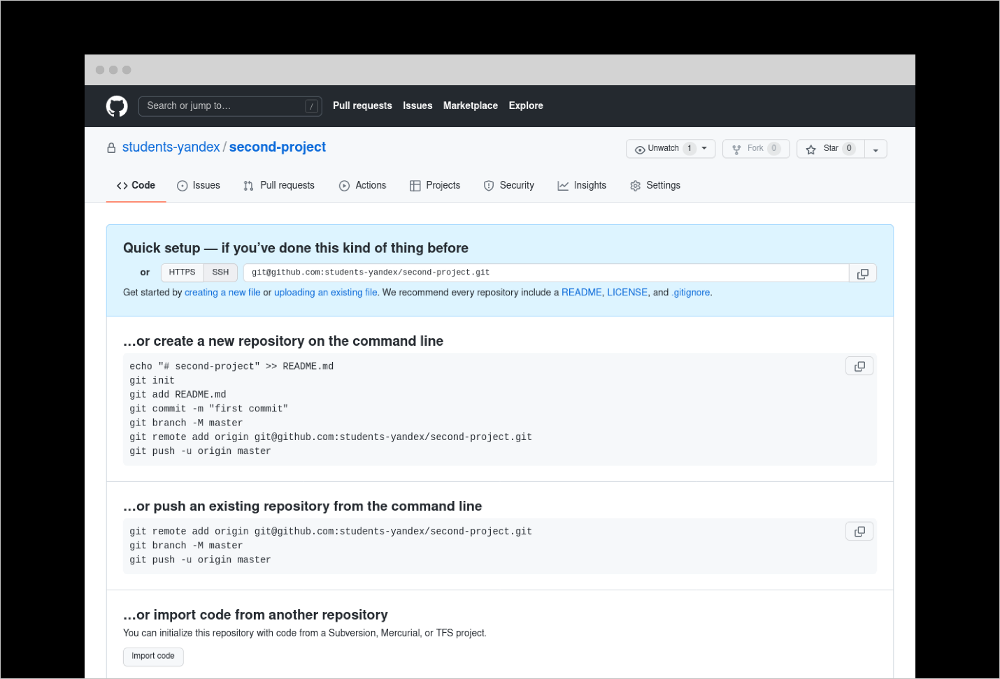 Search or jump to… / Pull requests Issues Marketplace Explore
students-yandex / second-project Unwatch 1 Fork 0 Star 0
Code Issues Pull requests Actions Projects Security Insights Settings
Quick setup — if you’ve done this kind of thing before
or HTTPS SSH git@github.com:students-yandex/second-project.git
Get started by creating a new file or uploading an existing file. We recommend every repository include a README, LICENSE, and .gitignore.
…or create a new repository on the command line
echo "# second-project" >> README.md
git init
git add README.md
git commit -m "first commit"
git branch -M master
git remote add origin git@github.com:students-yandex/second-project.git
git push -u origin master
…or push an existing repository from the command line
git remote add origin git@github.com:students-yandex/second-project.git
git branch -M master
git push -u origin master
…or import code from another repository
You can initialize this repository with code from a Subversion, Mercurial, or TFS project.
Import code